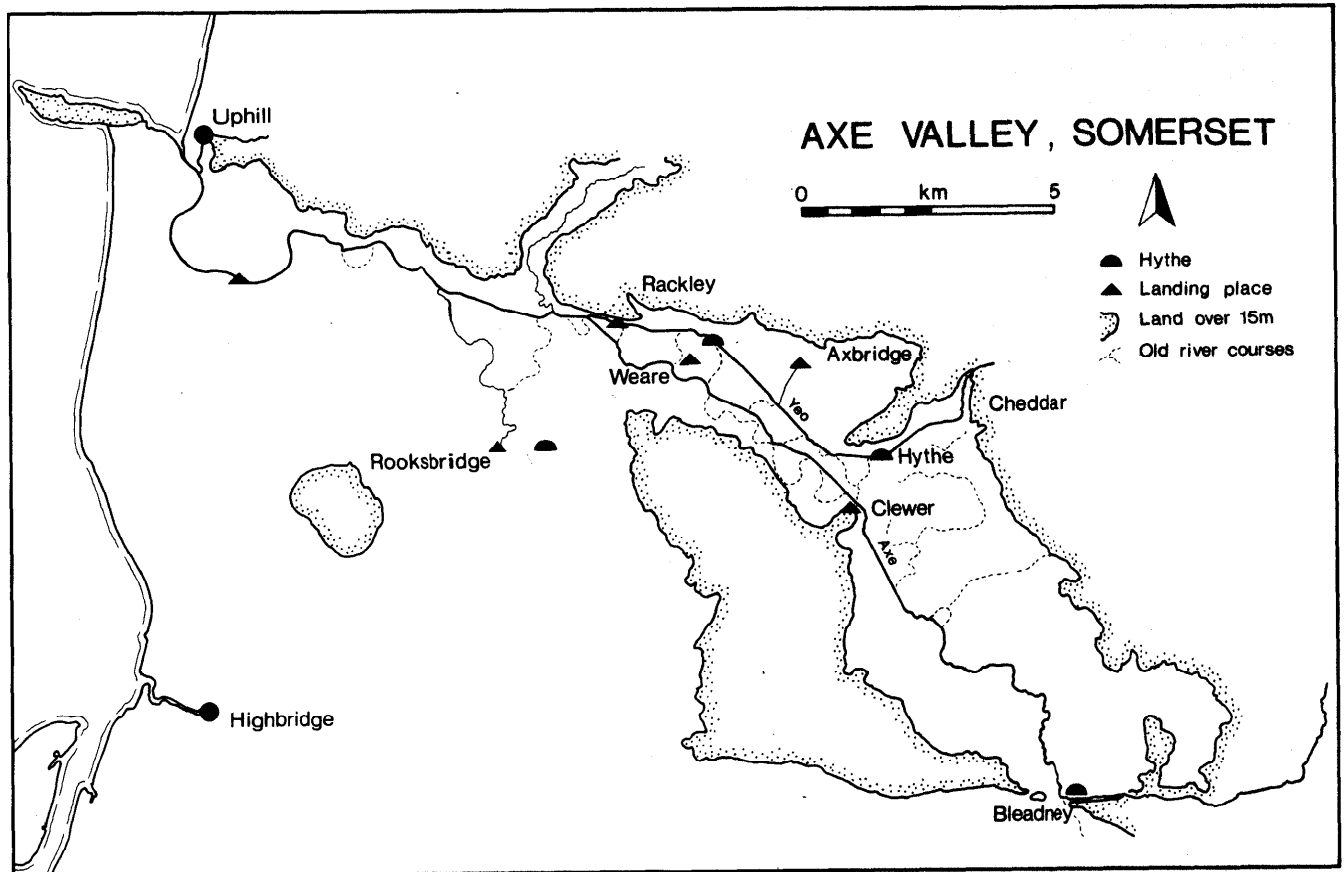 Uphill
AXE VALLEY, SOMERSET
0 km 5
Hythe
Landing place
Land over 15m
Old river courses
Rackley
Axbridge
Weare
Yeo
Cheddar
Rooksbridge
Hythe
Clewer
Axe
Highbridge
Bleadney